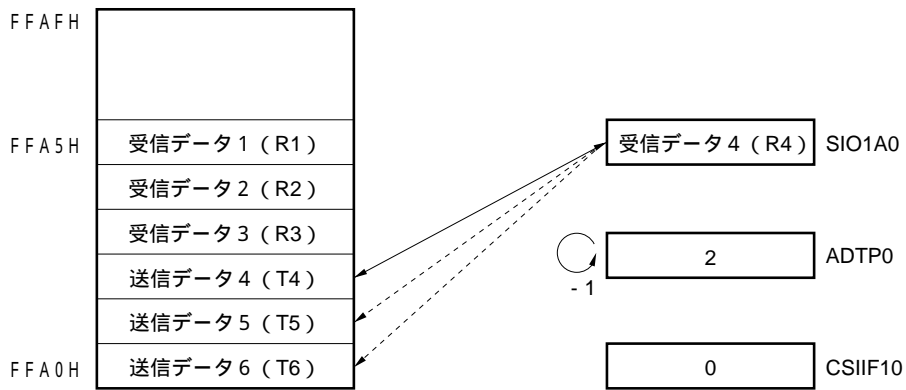 FFAFH
FFA5H 受信データ1（R1） 受信データ4（R4） SIO1A0
受信データ2（R2）
受信データ3（R3） 2 ADTP0
送信データ4（T4） - 1
送信データ5（T5）
FFA0H 送信データ6（T6） 0 CSIIF10